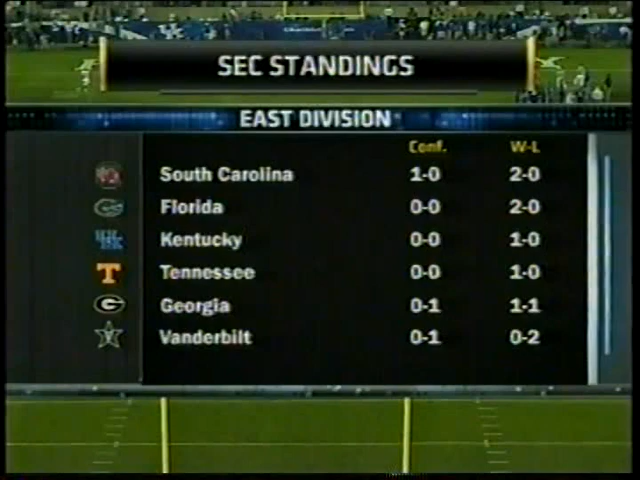 SEC STANDINGS
EAST DIVISION
Conf. W-L
South Carolina 1-0 2-0
Florida 0-0 2-0
UK Kentucky 0-0 1-0
T Tennessee 0-0 1-0
G Georgia 0-1 1-1
V Vanderbilt 0-1 0-2